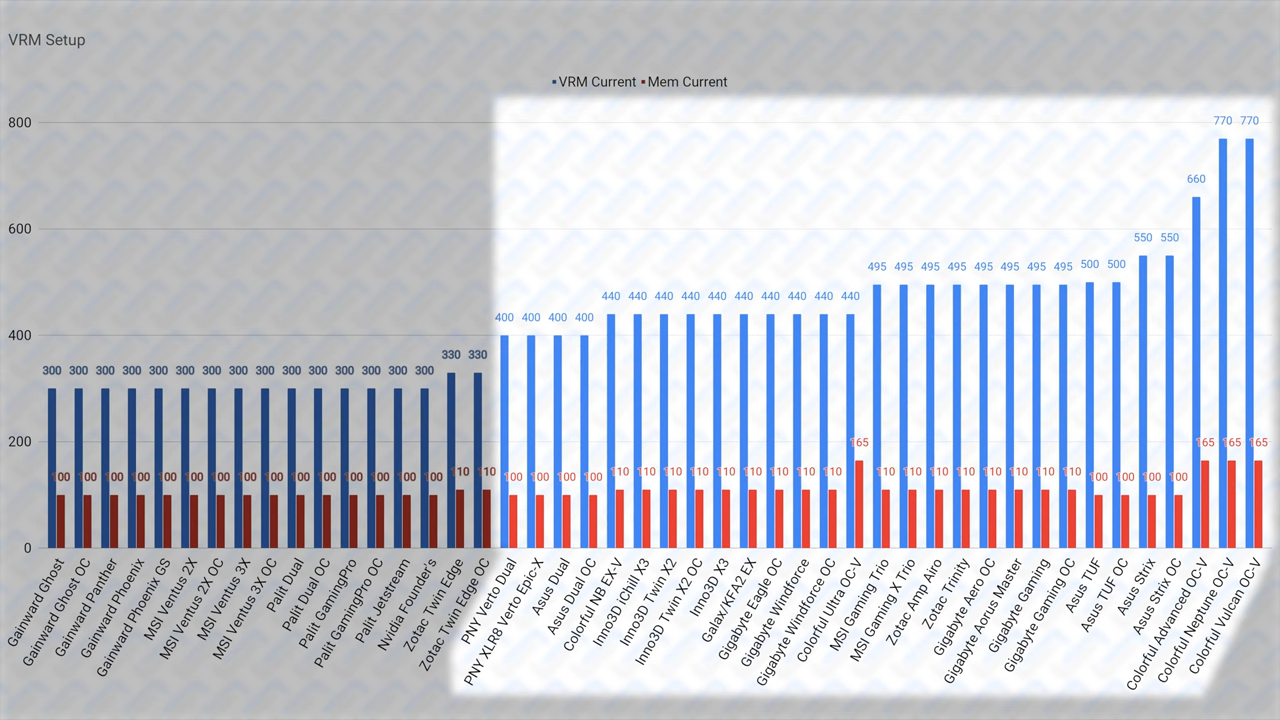 VRM Setup
VRM Current Mem Current
800
600
400
200
0
300 300 300 300 300 300 300 300 300 300 300 300 300 300 300 330 330 400 400 400 400 440 440 440 440 440 440 440 440 440 440 495 495 495 495 495 495 495 495 500 500 550 550 660 770 770
100 100 100 100 100 100 100 100 100 100 100 100 100 100 100 110 110 100 100 100 100 110 110 110 110 110 110 110 110 110 165 110 110 110 110 110 110 110 110 100 100 100 100 165 165 165
Gainward Ghost
Gainward Ghost OC
Gainward Panther
Gainward Phoenix
Gainward Phoenix GS
MSI Ventus 2X
MSI Ventus 2X OC
MSI Ventus 3X
MSI Ventus 3X OC
Palit Dual
Palit Dual OC
Palit GamingPro
Palit GamingPro OC
Palit Jetstream
Nvidia Founder's
Zotac Twin Edge
Zotac Twin Edge OC
PNY Verto Dual
PNY XLR8 Verto Epic-X
Asus Dual
Asus Dual OC
Colorful NB EX-V
Inno3D iChill X3
Inno3D Twin X2
Inno3D Twin X2 OC
Inno3D X3
Galax/KFA2 EX
Gigabyte Eagle OC
Gigabyte Windforce
Gigabyte Windforce OC
Colorful Ultra OC-V
MSI Gaming Trio
MSI Gaming X Trio
Zotac Amp Airo
Zotac Trinity
Gigabyte Aero OC
Gigabyte Aorus Master
Gigabyte Gaming
Gigabyte Gaming OC
Asus TUF
Asus TUF OC
Asus Strix
Asus Strix OC
Colorful Advanced OC-V
Colorful Neptune OC-V
Colorful Vulcan OC-V